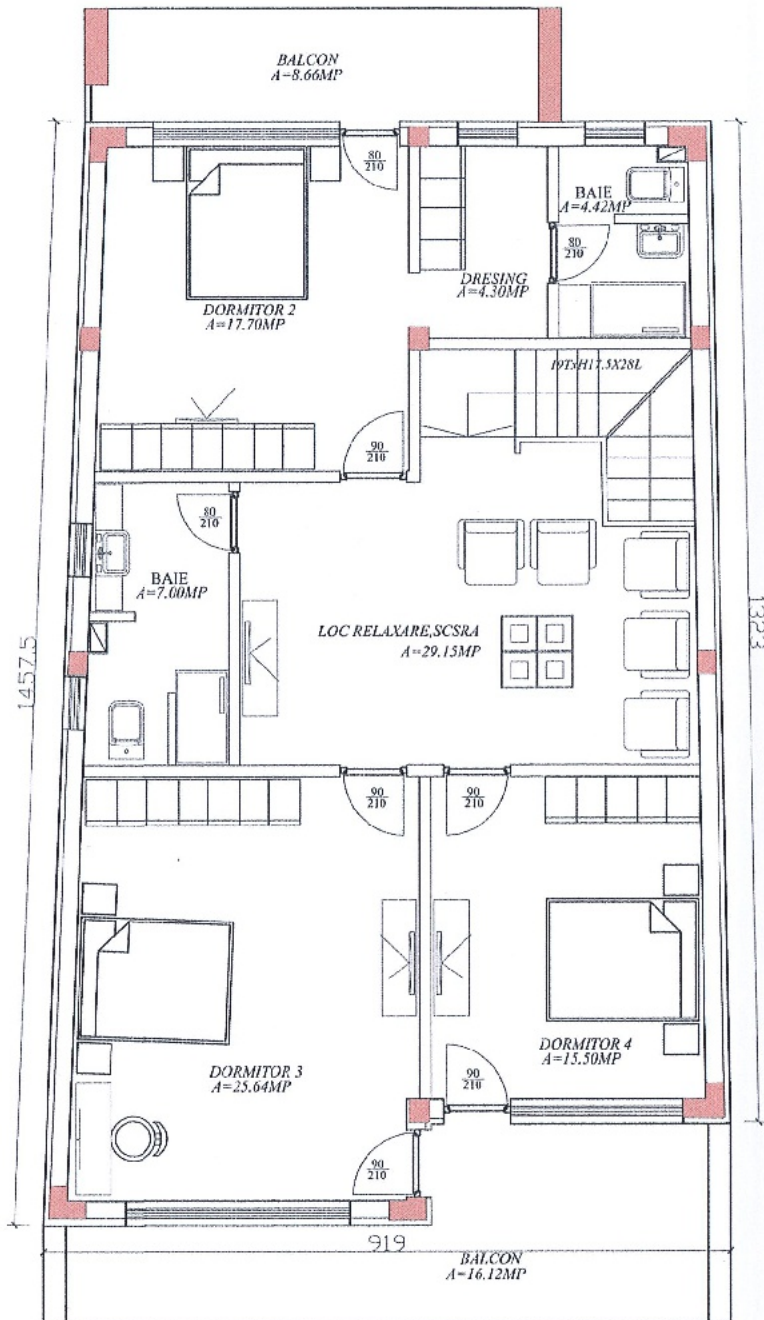 BALCON
A=8.66MP
80
210
BAIE
A=4.42MP
80
210
DRESING
A=4.30MP
DORMITOR 2
A=17.70MP
19TxH17.5X28L
90
210
80
210
BAIE
A=7.00MP
LOC RELAXARE,SCSRA
A=29.15MP
1457.5
1323
90
210
90
210
DORMITOR 4
A=15.50MP
DORMITOR 3
A=25.64MP
90
210
90
210
919
BALCON
A=16.12MP